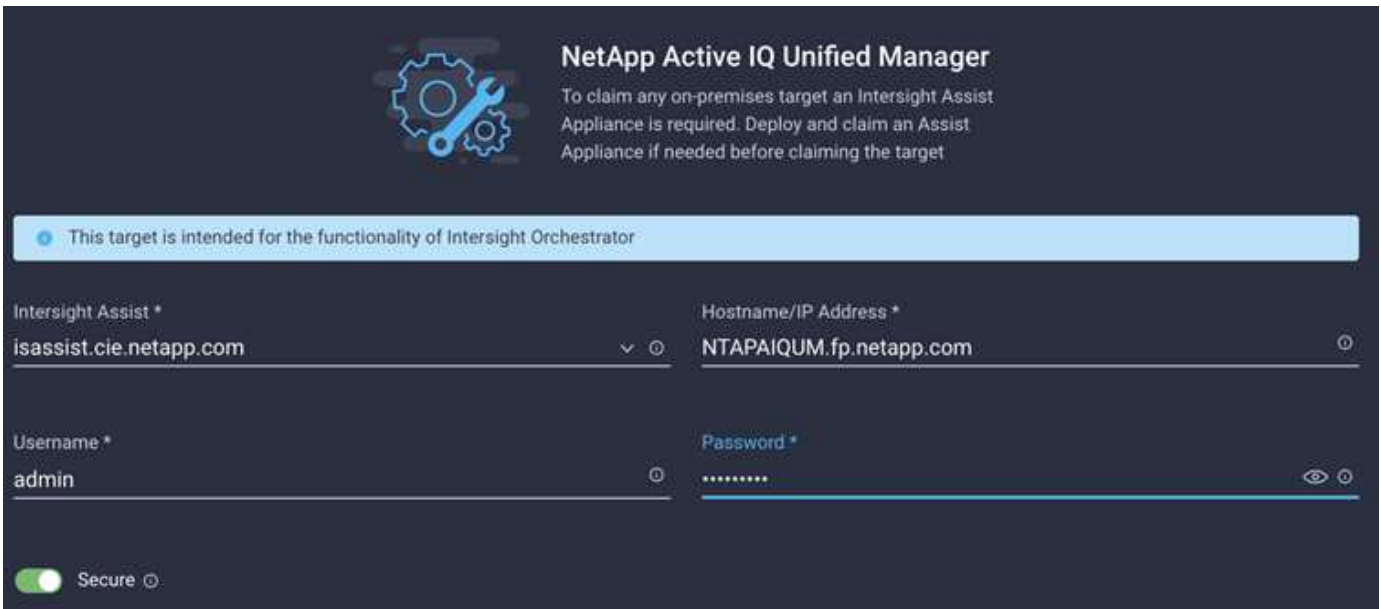 NetApp Active IQ Unified Manager
To claim any on-premises target an Intersight Assist
Appliance is required. Deploy and claim an Assist
Appliance if needed before claiming the target
This target is intended for the functionality of Intersight Orchestrator
Intersight Assist *
isassist.cie.netapp.com
Hostname/IP Address *
NTAPAIQUM.fp.netapp.com
Username *
admin
Password *
•••••••••
Secure